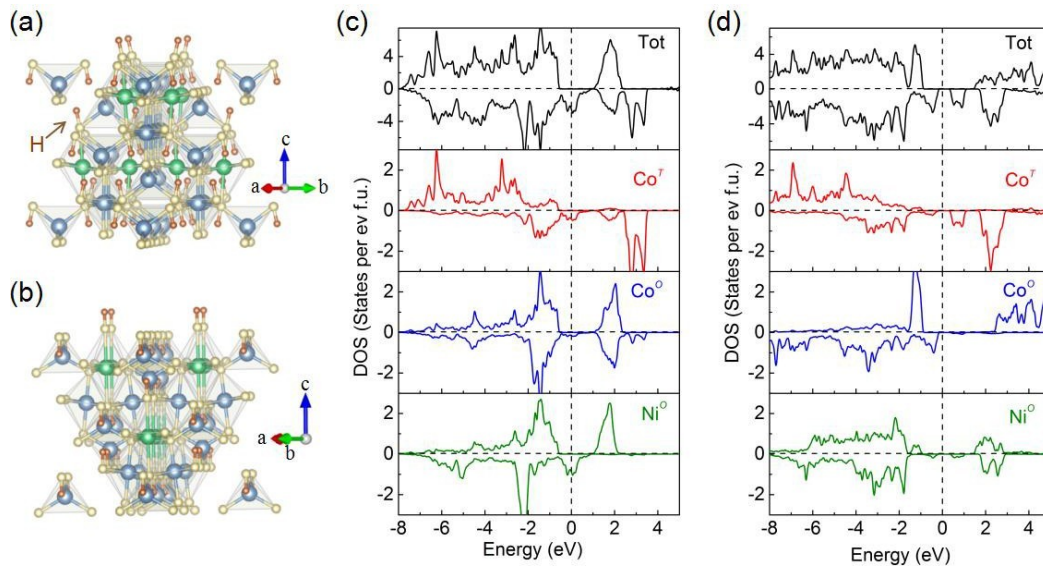 (a)
H
c
a
b
(b)
c
a
b
(c)
Tot
4
0
-4
Co^T
2
0
-2
Co^O
2
0
-2
Ni^O
2
0
-2
DOS (States per ev f.u.)
-8 -6 -4 -2 0 2 4
Energy (eV)
(d)
Tot
4
0
-4
Co^T
2
0
-2
Co^O
2
0
-2
Ni^O
2
0
-2
DOS (States per ev f.u.)
-8 -6 -4 -2 0 2 4
Energy (eV)